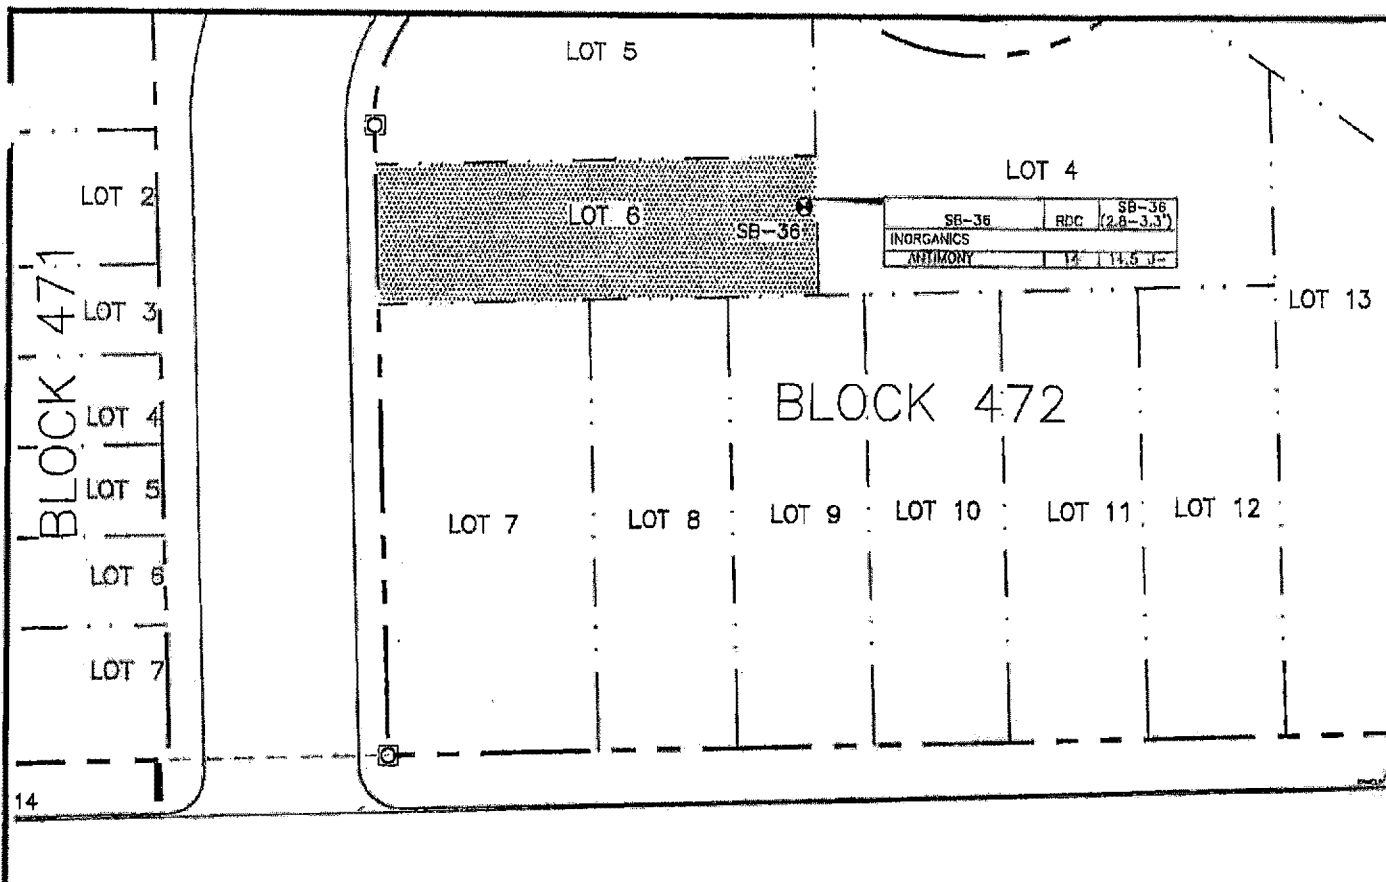 LOT 5
LOT 4
LOT 2
LOT 6
SB-36
SB-36 RDC SB-36 (2.8-3.3')
INORGANICS
ANTIMONY 14 14.5 J-
BLOCK 471
LOT 3
LOT 13
BLOCK 472
LOT 4
LOT 5
LOT 7
LOT 8
LOT 9
LOT 10
LOT 11
LOT 12
LOT 6
LOT 7
14